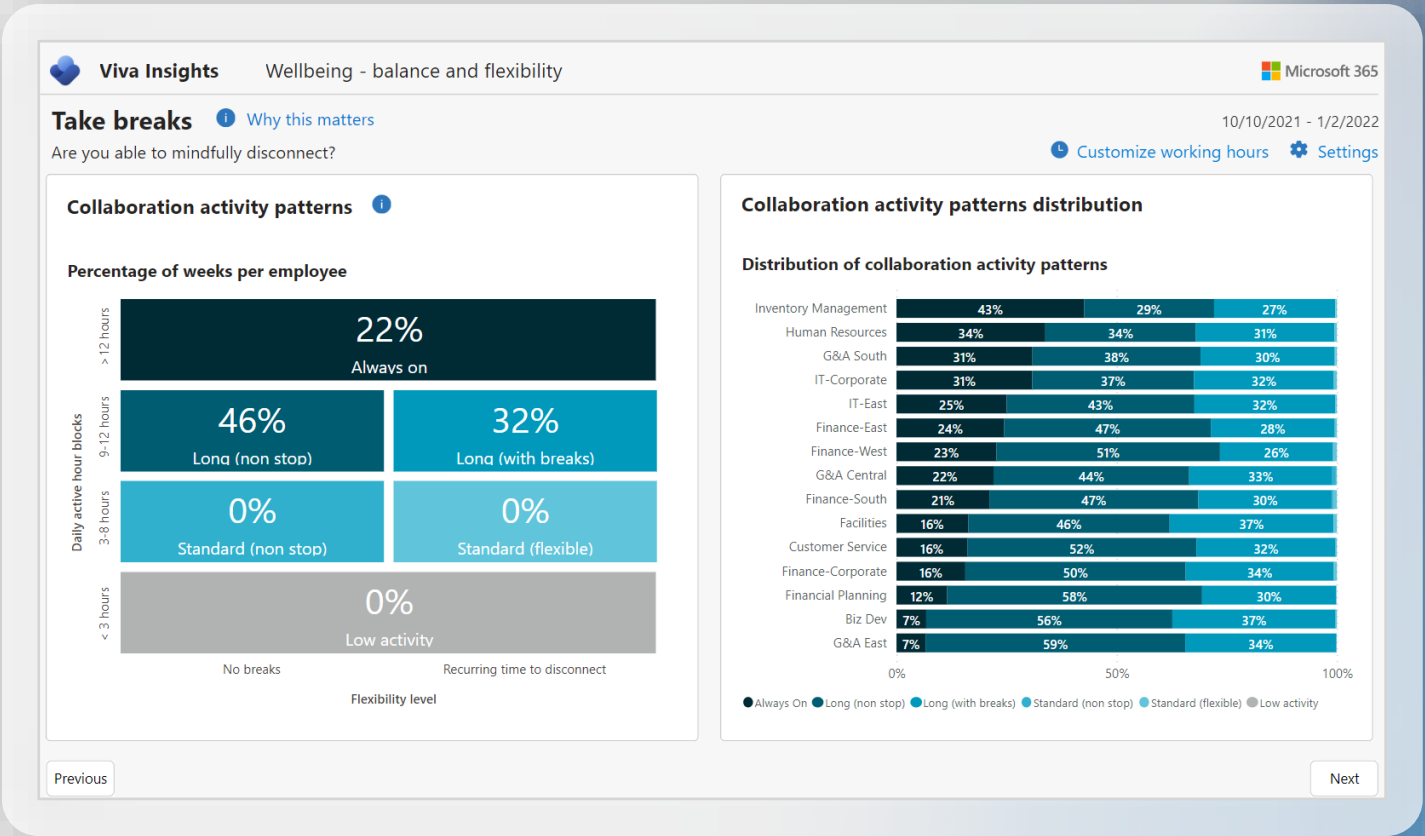 Viva Insights Wellbeing - balance and flexibility Microsoft 365
Take breaks i Why this matters
10/10/2021 - 1/2/2022
Are you able to mindfully disconnect?
Customize working hours Settings
Collaboration activity patterns i
Percentage of weeks per employee
Daily active hour blocks
> 12 hours
22%
Always on
9-12 hours
46%
Long (non stop)
32%
Long (with breaks)
3-8 hours
0%
Standard (non stop)
0%
Standard (flexible)
< 3 hours
0%
Low activity
No breaks Recurring time to disconnect
Flexibility level
Collaboration activity patterns distribution
Distribution of collaboration activity patterns
Inventory Management 43% 29% 27%
Human Resources 34% 34% 31%
G&A South 31% 38% 30%
IT-Corporate 31% 37% 32%
IT-East 25% 43% 32%
Finance-East 24% 47% 28%
Finance-West 23% 51% 26%
G&A Central 22% 44% 33%
Finance-South 21% 47% 30%
Facilities 16% 46% 37%
Customer Service 16% 52% 32%
Finance-Corporate 16% 50% 34%
Financial Planning 12% 58% 30%
Biz Dev 7% 56% 37%
G&A East 7% 59% 34%
0% 50% 100%
Always On Long (non stop) Long (with breaks) Standard (non stop) Standard (flexible) Low activity
Previous
Next